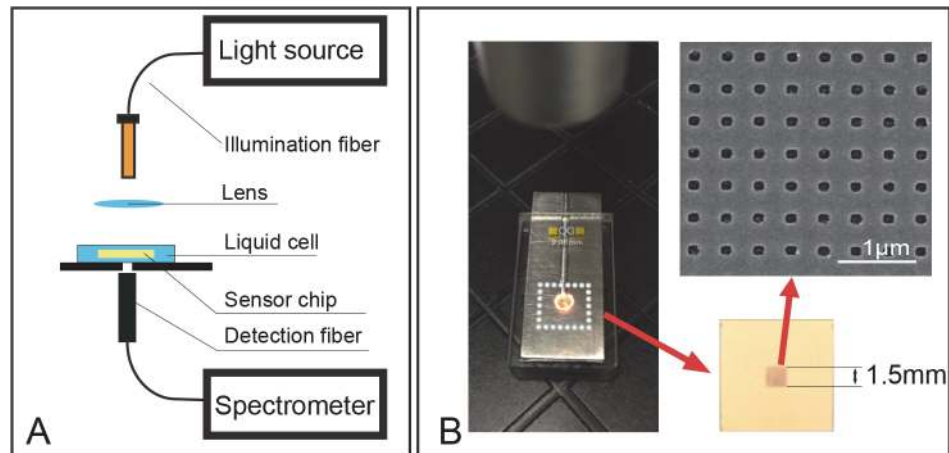 Light source
Illumination fiber
Lens
Liquid cell
Sensor chip
Detection fiber
Spectrometer
A
1µm
1.5mm
B